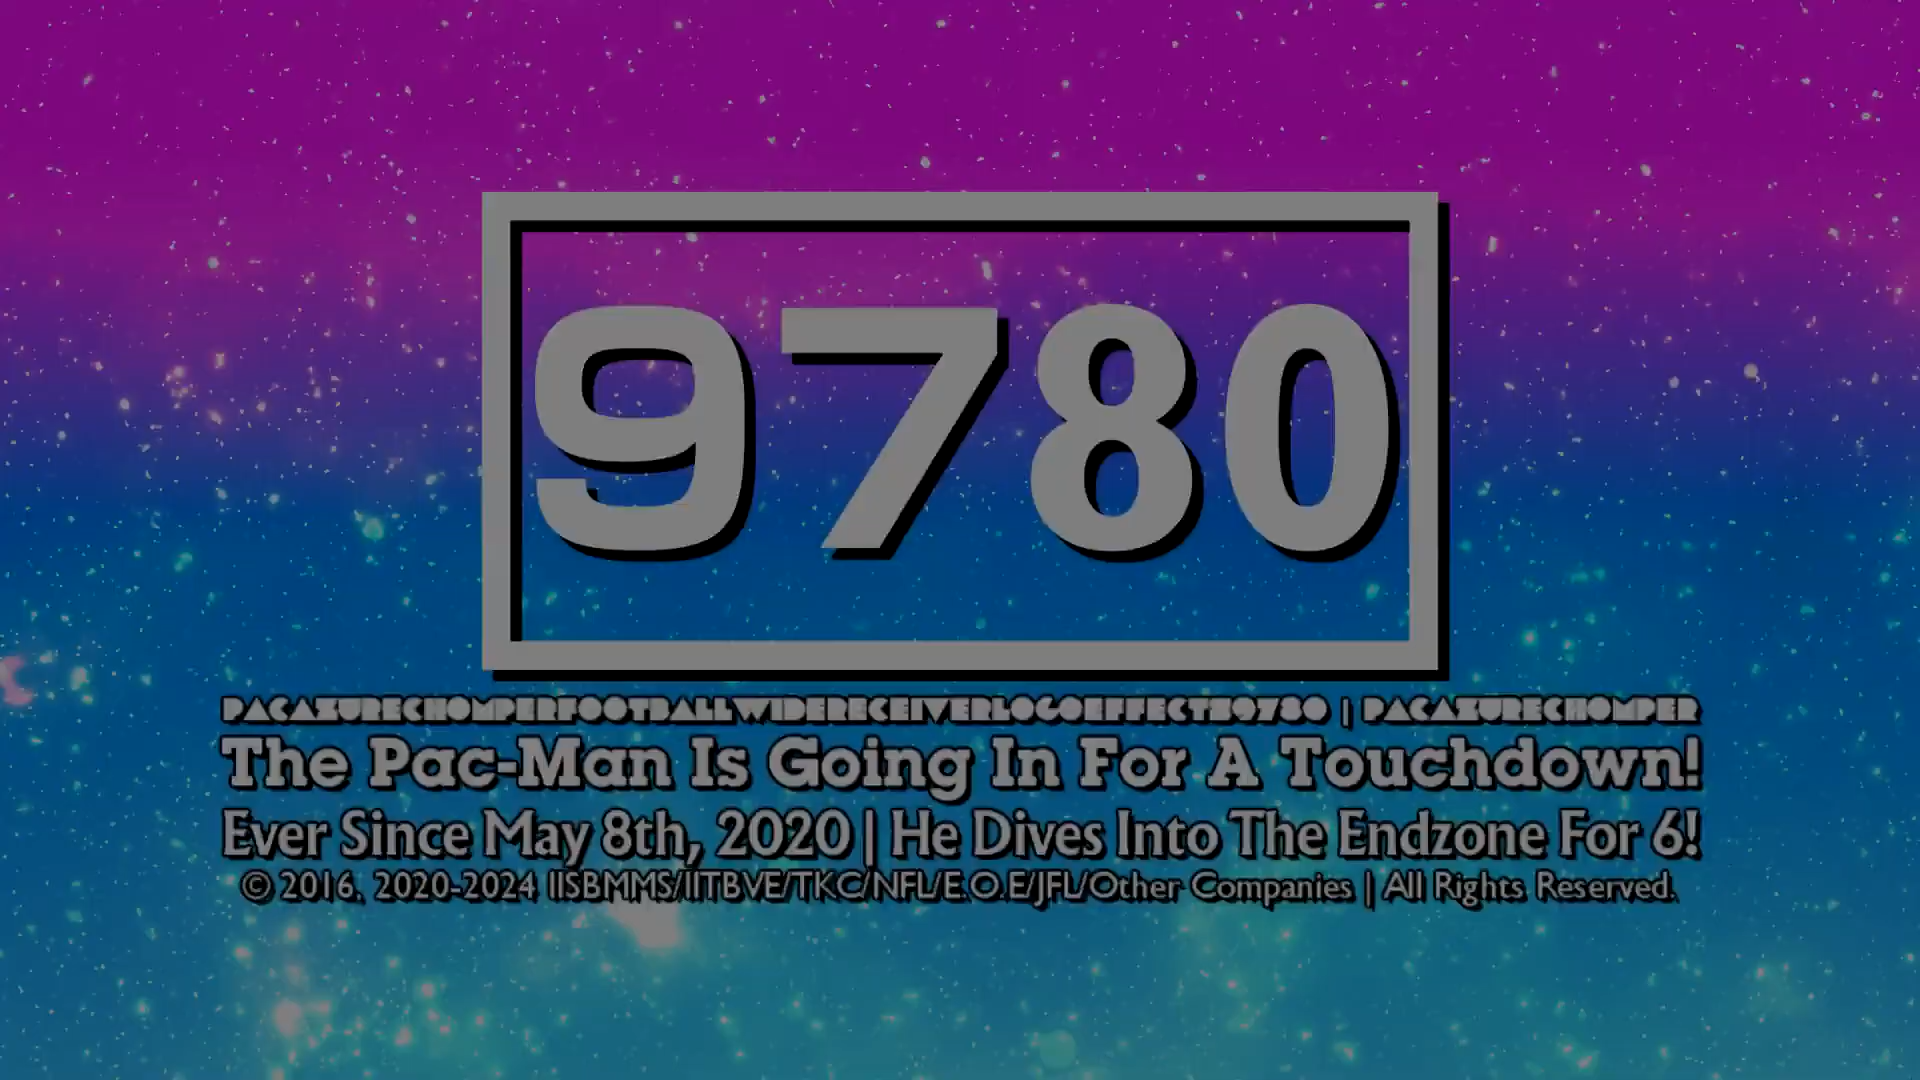 9780
PACAZURECHOMPERFOOTBALLWIDERECEIVERLOGOEFFECTS9780 | PACAZURECHOMPER
The Pac-Man Is Going In For A Touchdown!
Ever Since May 8th, 2020 | He Dives Into The Endzone For 6!
© 2016, 2020-2024 IISBMMS/IITBVE/TKC/NFL/E.O.E/JFL/Other Companies | All Rights Reserved.